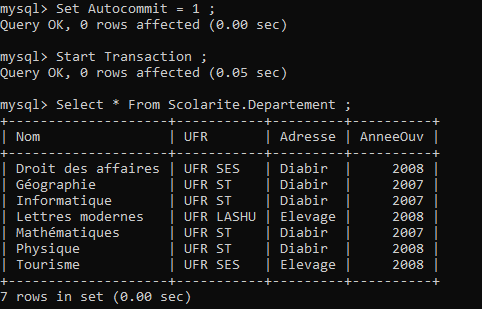 mysql> Set Autocommit = 1 ;
Query OK, 0 rows affected (0.00 sec)
mysql> Start Transaction ;
Query OK, 0 rows affected (0.05 sec)
mysql> Select * From Scolarite.Departement ;
+--------------------+-----------+----------+----------+
| Nom                | UFR       | Adresse  | AnneeOuv |
+--------------------+-----------+----------+----------+
| Droit des affaires | UFR SES   | Diabir   |     2008 |
| Géographie         | UFR ST    | Diabir   |     2007 |
| Informatique       | UFR ST    | Diabir   |     2007 |
| Lettres modernes   | UFR LASHU | Elevage  |     2008 |
| Mathématiques      | UFR ST    | Diabir   |     2007 |
| Physique           | UFR ST    | Diabir   |     2008 |
| Tourisme           | UFR SES   | Elevage  |     2008 |
+--------------------+-----------+----------+----------+
7 rows in set (0.00 sec)